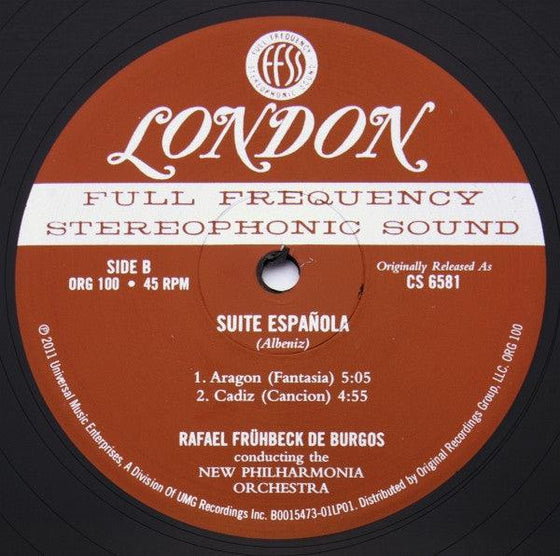 FULL FREQUENCY
FFSS
STEREOPHONIC SOUND
LONDON
FULL FREQUENCY
STEREOPHONIC SOUND
SIDE B
ORG 100 • 45 RPM
Originally Released As
CS 6581
SUITE ESPAÑOLA
(Albeniz)
1. Aragon (Fantasia) 5:05
2. Cadiz (Cancion) 4:55
RAFAEL FRÜHBECK DE BURGOS
conducting the
NEW PHILHARMONIA
ORCHESTRA
℗ 2011 Universal Music Enterprises, A Division Of UMG Recordings Inc. B0015473-01LP01. Distributed by Original Recordings Group, LLC. ORG 100